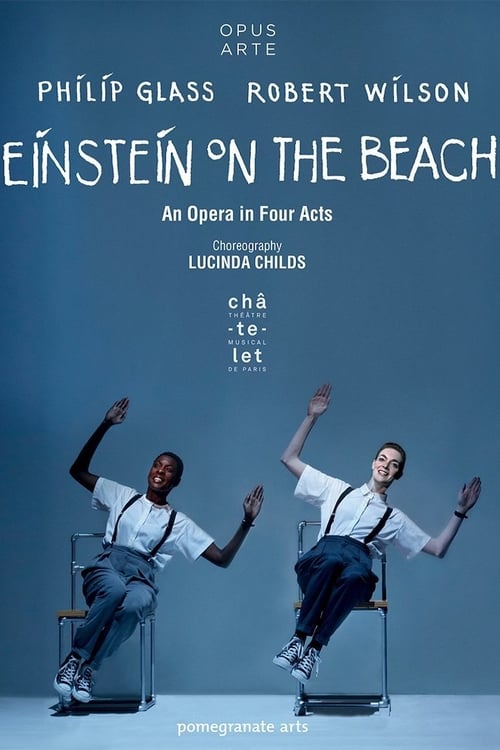 OPUS
ARTE
PHILIP GLASS ROBERT WILSON
EINSTEIN ON THE BEACH
An Opera in Four Acts
Choreography
LUCINDA CHILDS
châ
THÉÂTRE
-te-
MUSICAL
let
DE PARIS
pomegranate arts